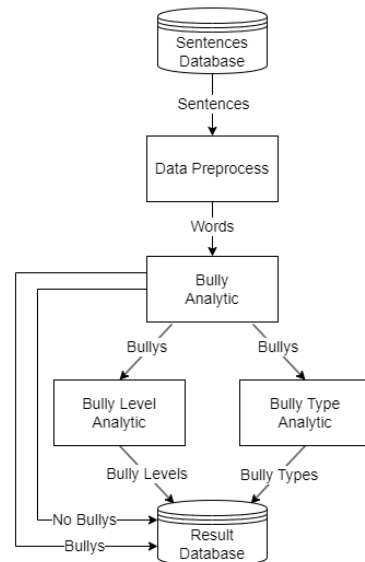 Sentences
Database
Sentences
Data Preprocess
Words
Bully
Analytic
Bullys
Bullys
Bully Level
Analytic
Bully Type
Analytic
Bully Levels
Bully Types
No Bullys
Bullys
Result
Database